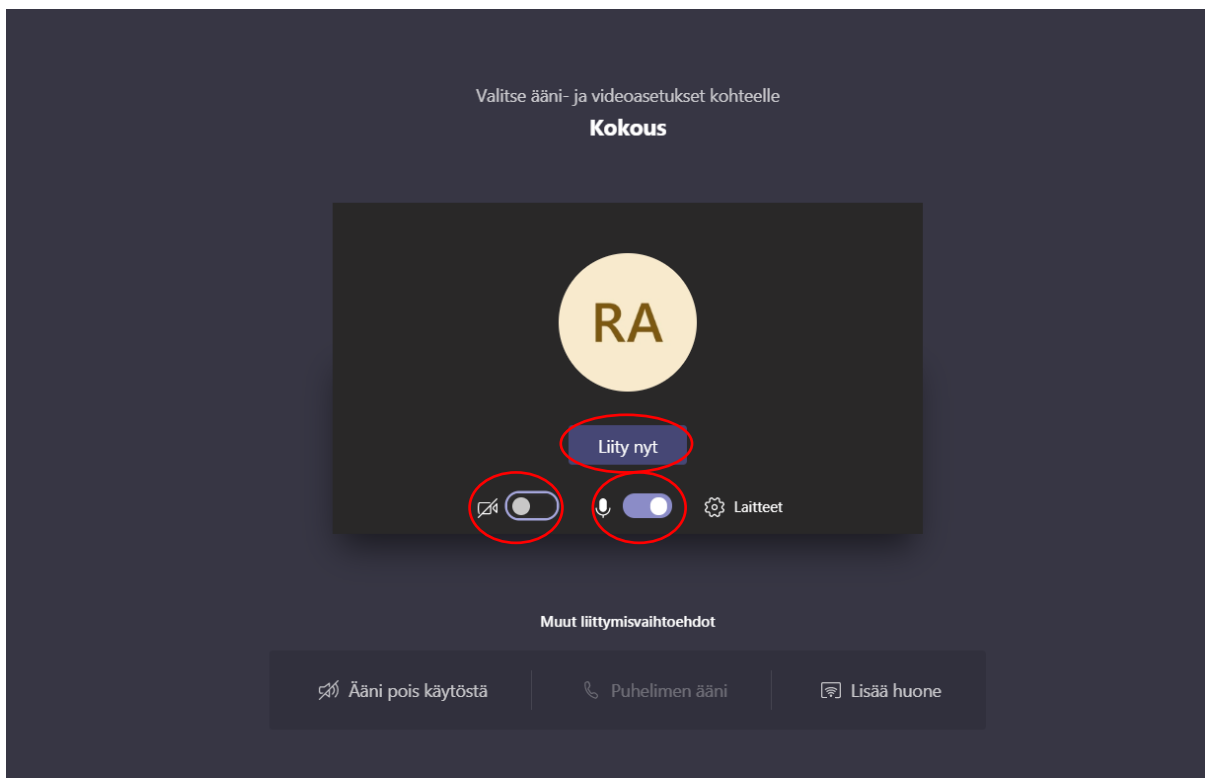 Valitse ääni- ja videoasetukset kohteelle
Kokous
RA
Liity nyt
Laitteet
Muut liittymisvaihtoehdot
Ääni pois käytöstä Puhelimen ääni Lisää huone